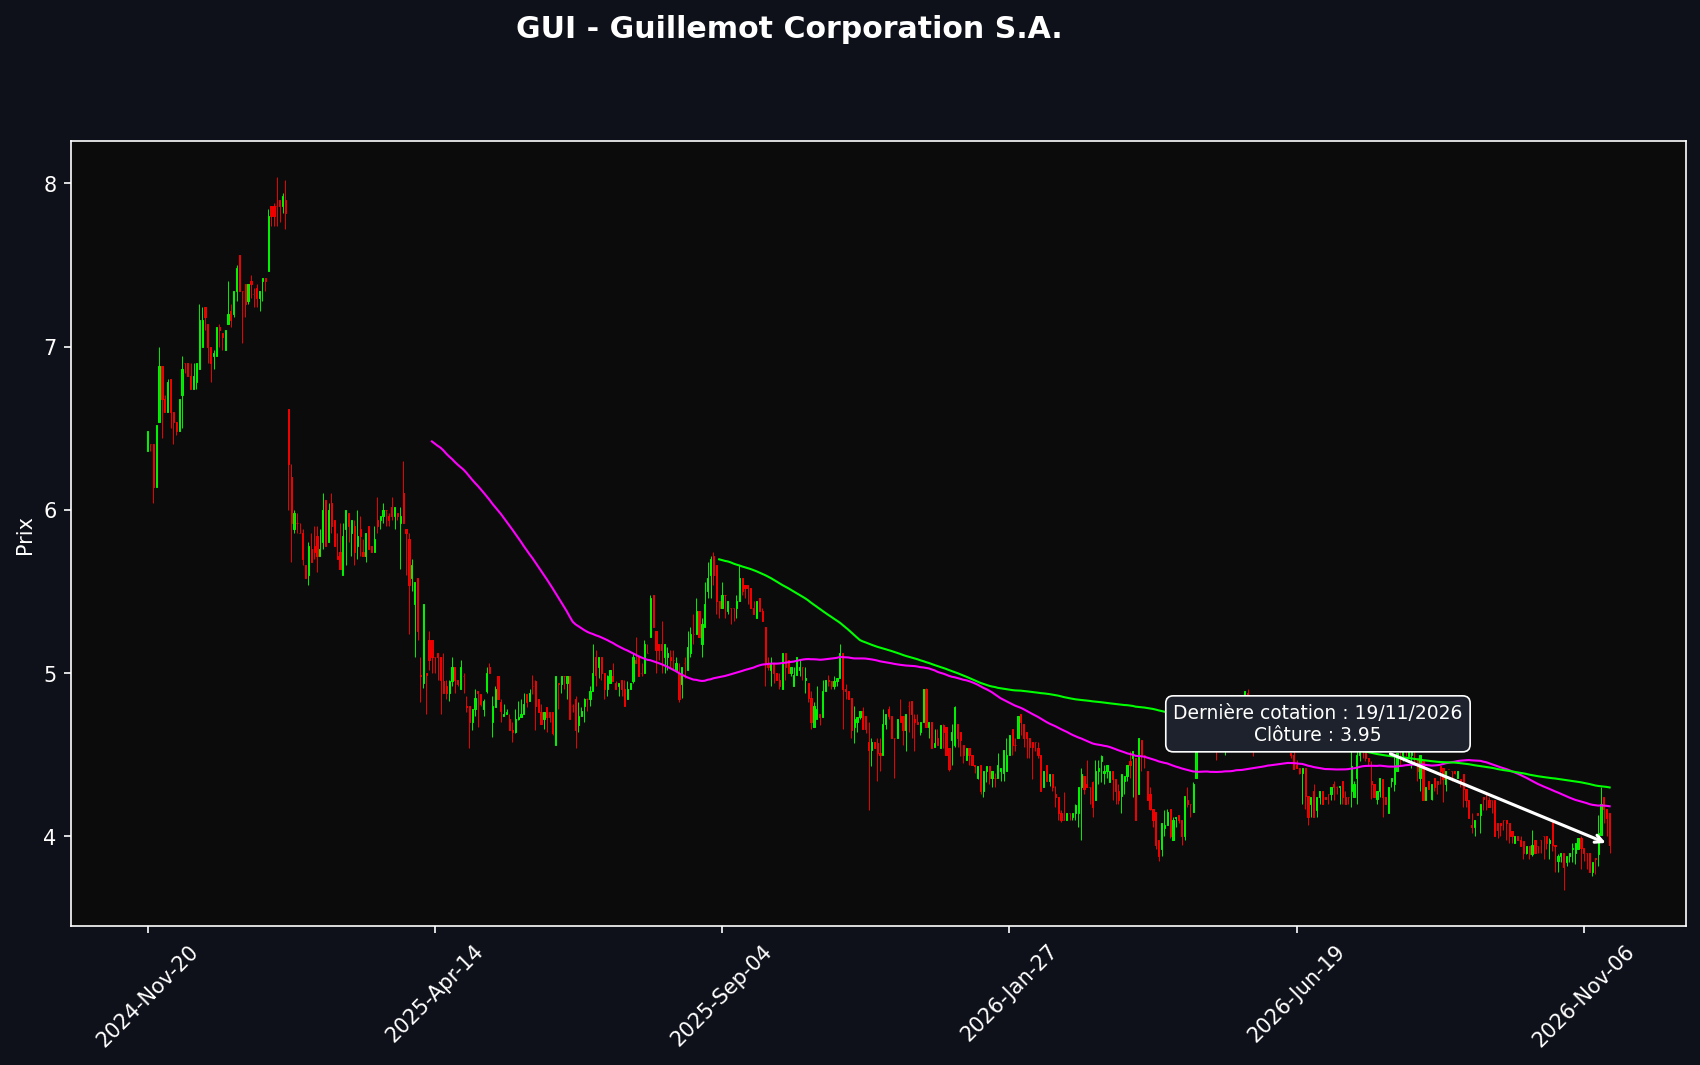 GUI - Guillemot Corporation S.A.
8
7
6
5
4
Prix
Dernière cotation : 19/11/2026
Clôture : 3.95
2024-Nov-20
2025-Apr-14
2025-Sep-04
2026-Jan-27
2026-Jun-19
2026-Nov-06